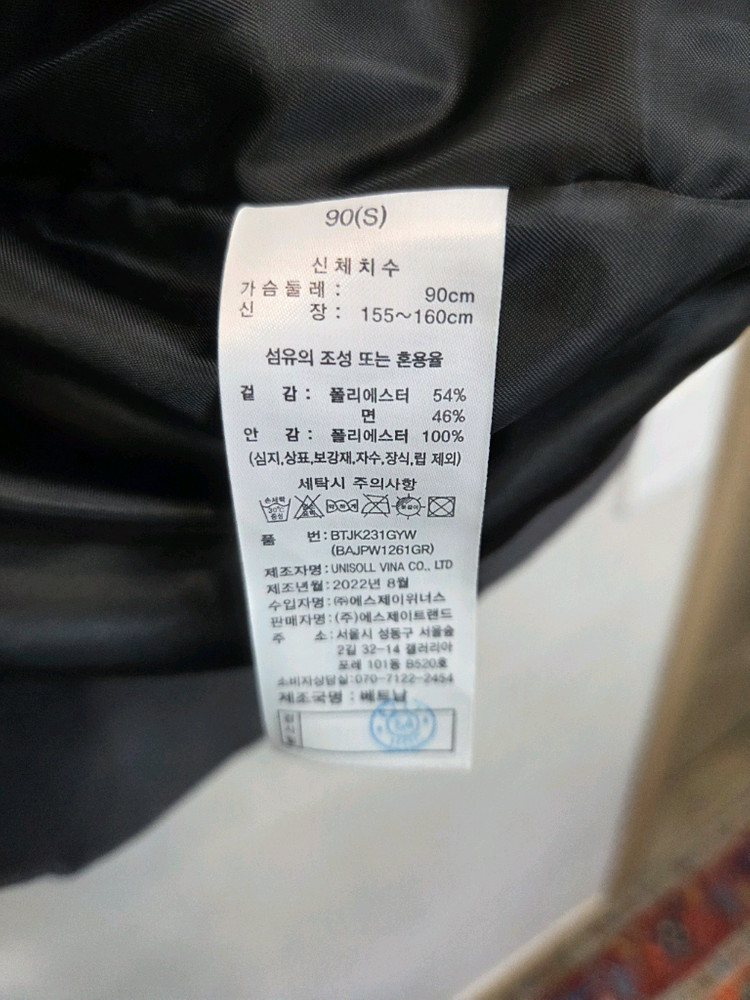 90(S)
신체치수
가슴둘레 : 90cm
신 장 : 155~160cm
섬유의 조성 또는 혼용율
겉 감 : 폴리에스터 54%
면 46%
안 감 : 폴리에스터 100%
(심지,상표,보강재,자수,장식,립 제외)
세탁시 주의사항
손세탁 30℃ 중성
품 번:BTJK231GYW
(BAJPW1261GR)
제조자명:UNISOLL VINA CO., LTD
제조년월:2022년 8월
수입자명:㈜에스제이위너스
판매자명:(주)에스제이트랜드
주 소:서울시 성동구 서울숲
2길 32-14 갤러리아
포레 101동 B520호
소비자상담실:070-7122-2454
제조국명 : 베트남